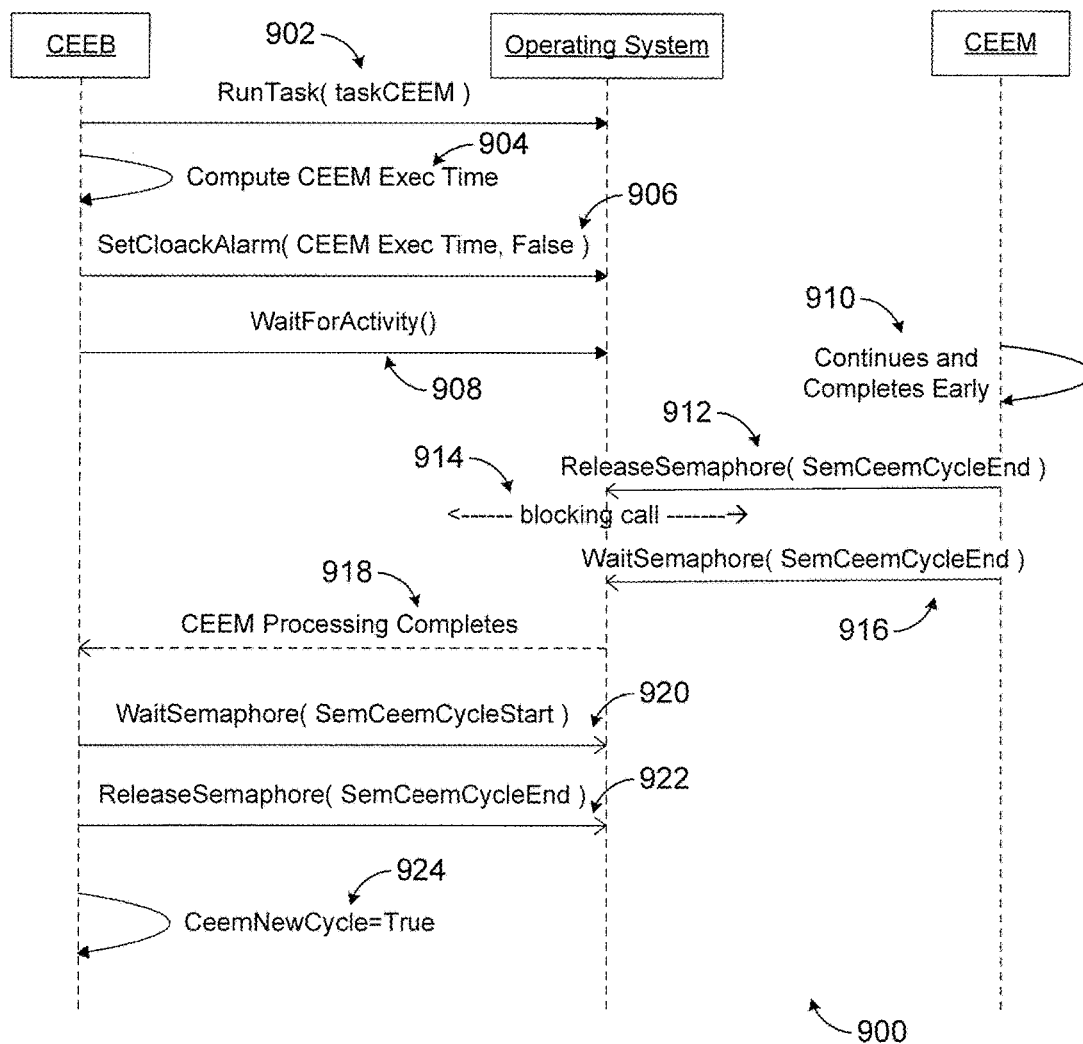 CEEB
902
Operating System
CEEM
RunTask( taskCEEM )
904
Compute CEEM Exec Time
906
SetCloackAlarm( CEEM Exec Time, False )
910
WaitForActivity()
Continues and
Completes Early
908
912
914
ReleaseSemaphore( SemCeemCycleEnd )
<------ blocking call ------->
WaitSemaphore( SemCeemCycleEnd )
918
CEEM Processing Completes
916
920
WaitSemaphore( SemCeemCycleStart )
922
ReleaseSemaphore( SemCeemCycleEnd )
924
CeemNewCycle=True
900